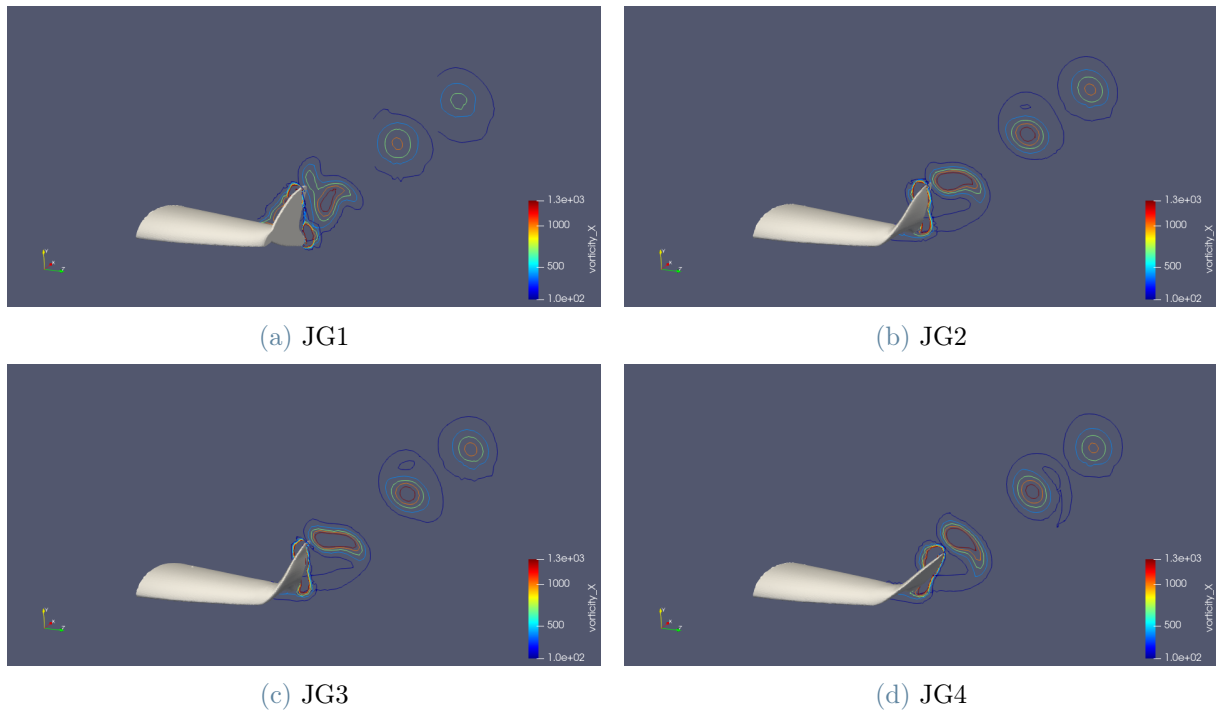 1.3e+03
1000
500
1.0e+02
vorticity_X
Y
Z
(a) JG1
1.3e+03
1000
500
1.0e+02
vorticity_X
Y
Z
(b) JG2
1.3e+03
1000
500
1.0e+02
vorticity_X
Y
Z
(c) JG3
1.3e+03
1000
500
1.0e+02
vorticity_X
Y
Z
(d) JG4